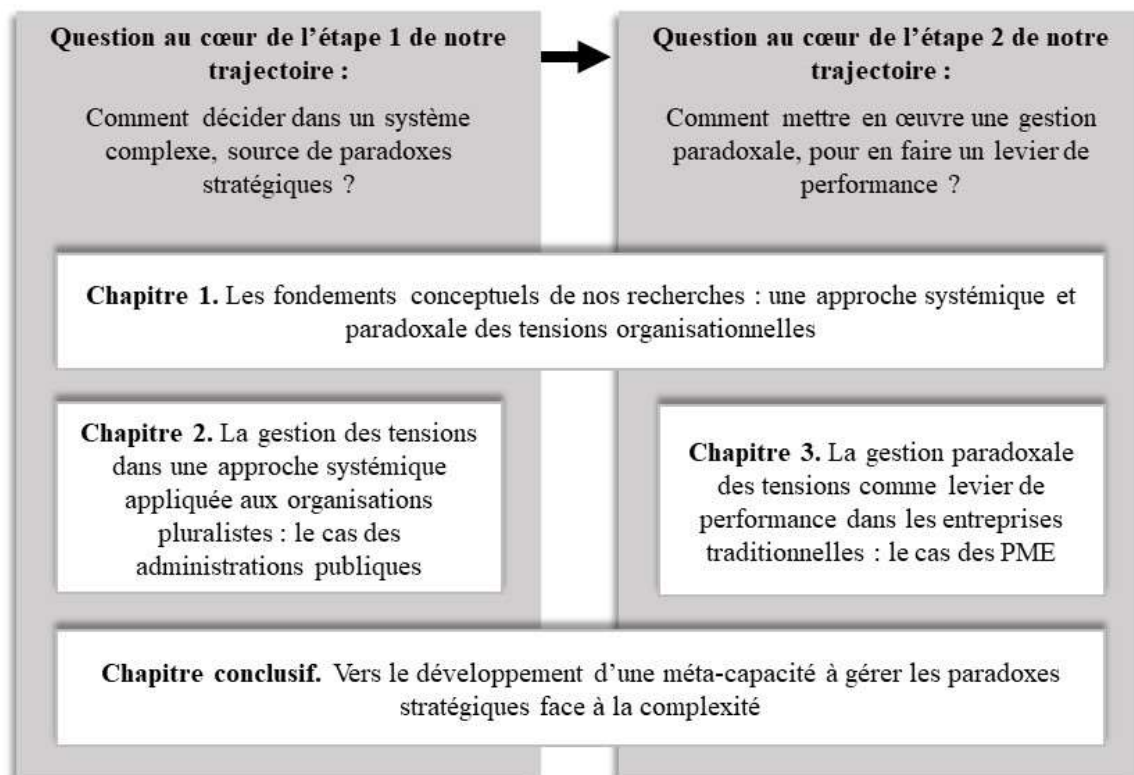 Question au cœur de l'étape 1 de notre
trajectoire :
Comment décider dans un système
complexe, source de paradoxes
stratégiques ?
Question au cœur de l'étape 2 de notre
trajectoire :
Comment mettre en œuvre une gestion
paradoxale, pour en faire un levier de
performance ?
Chapitre 1. Les fondements conceptuels de nos recherches : une approche systémique et
paradoxale des tensions organisationnelles
Chapitre 2. La gestion des tensions
dans une approche systémique
appliquée aux organisations
pluralistes : le cas des
administrations publiques
Chapitre 3. La gestion paradoxale
des tensions comme levier de
performance dans les entreprises
traditionnelles : le cas des PME
Chapitre conclusif. Vers le développement d'une méta-capacité à gérer les paradoxes
stratégiques face à la complexité